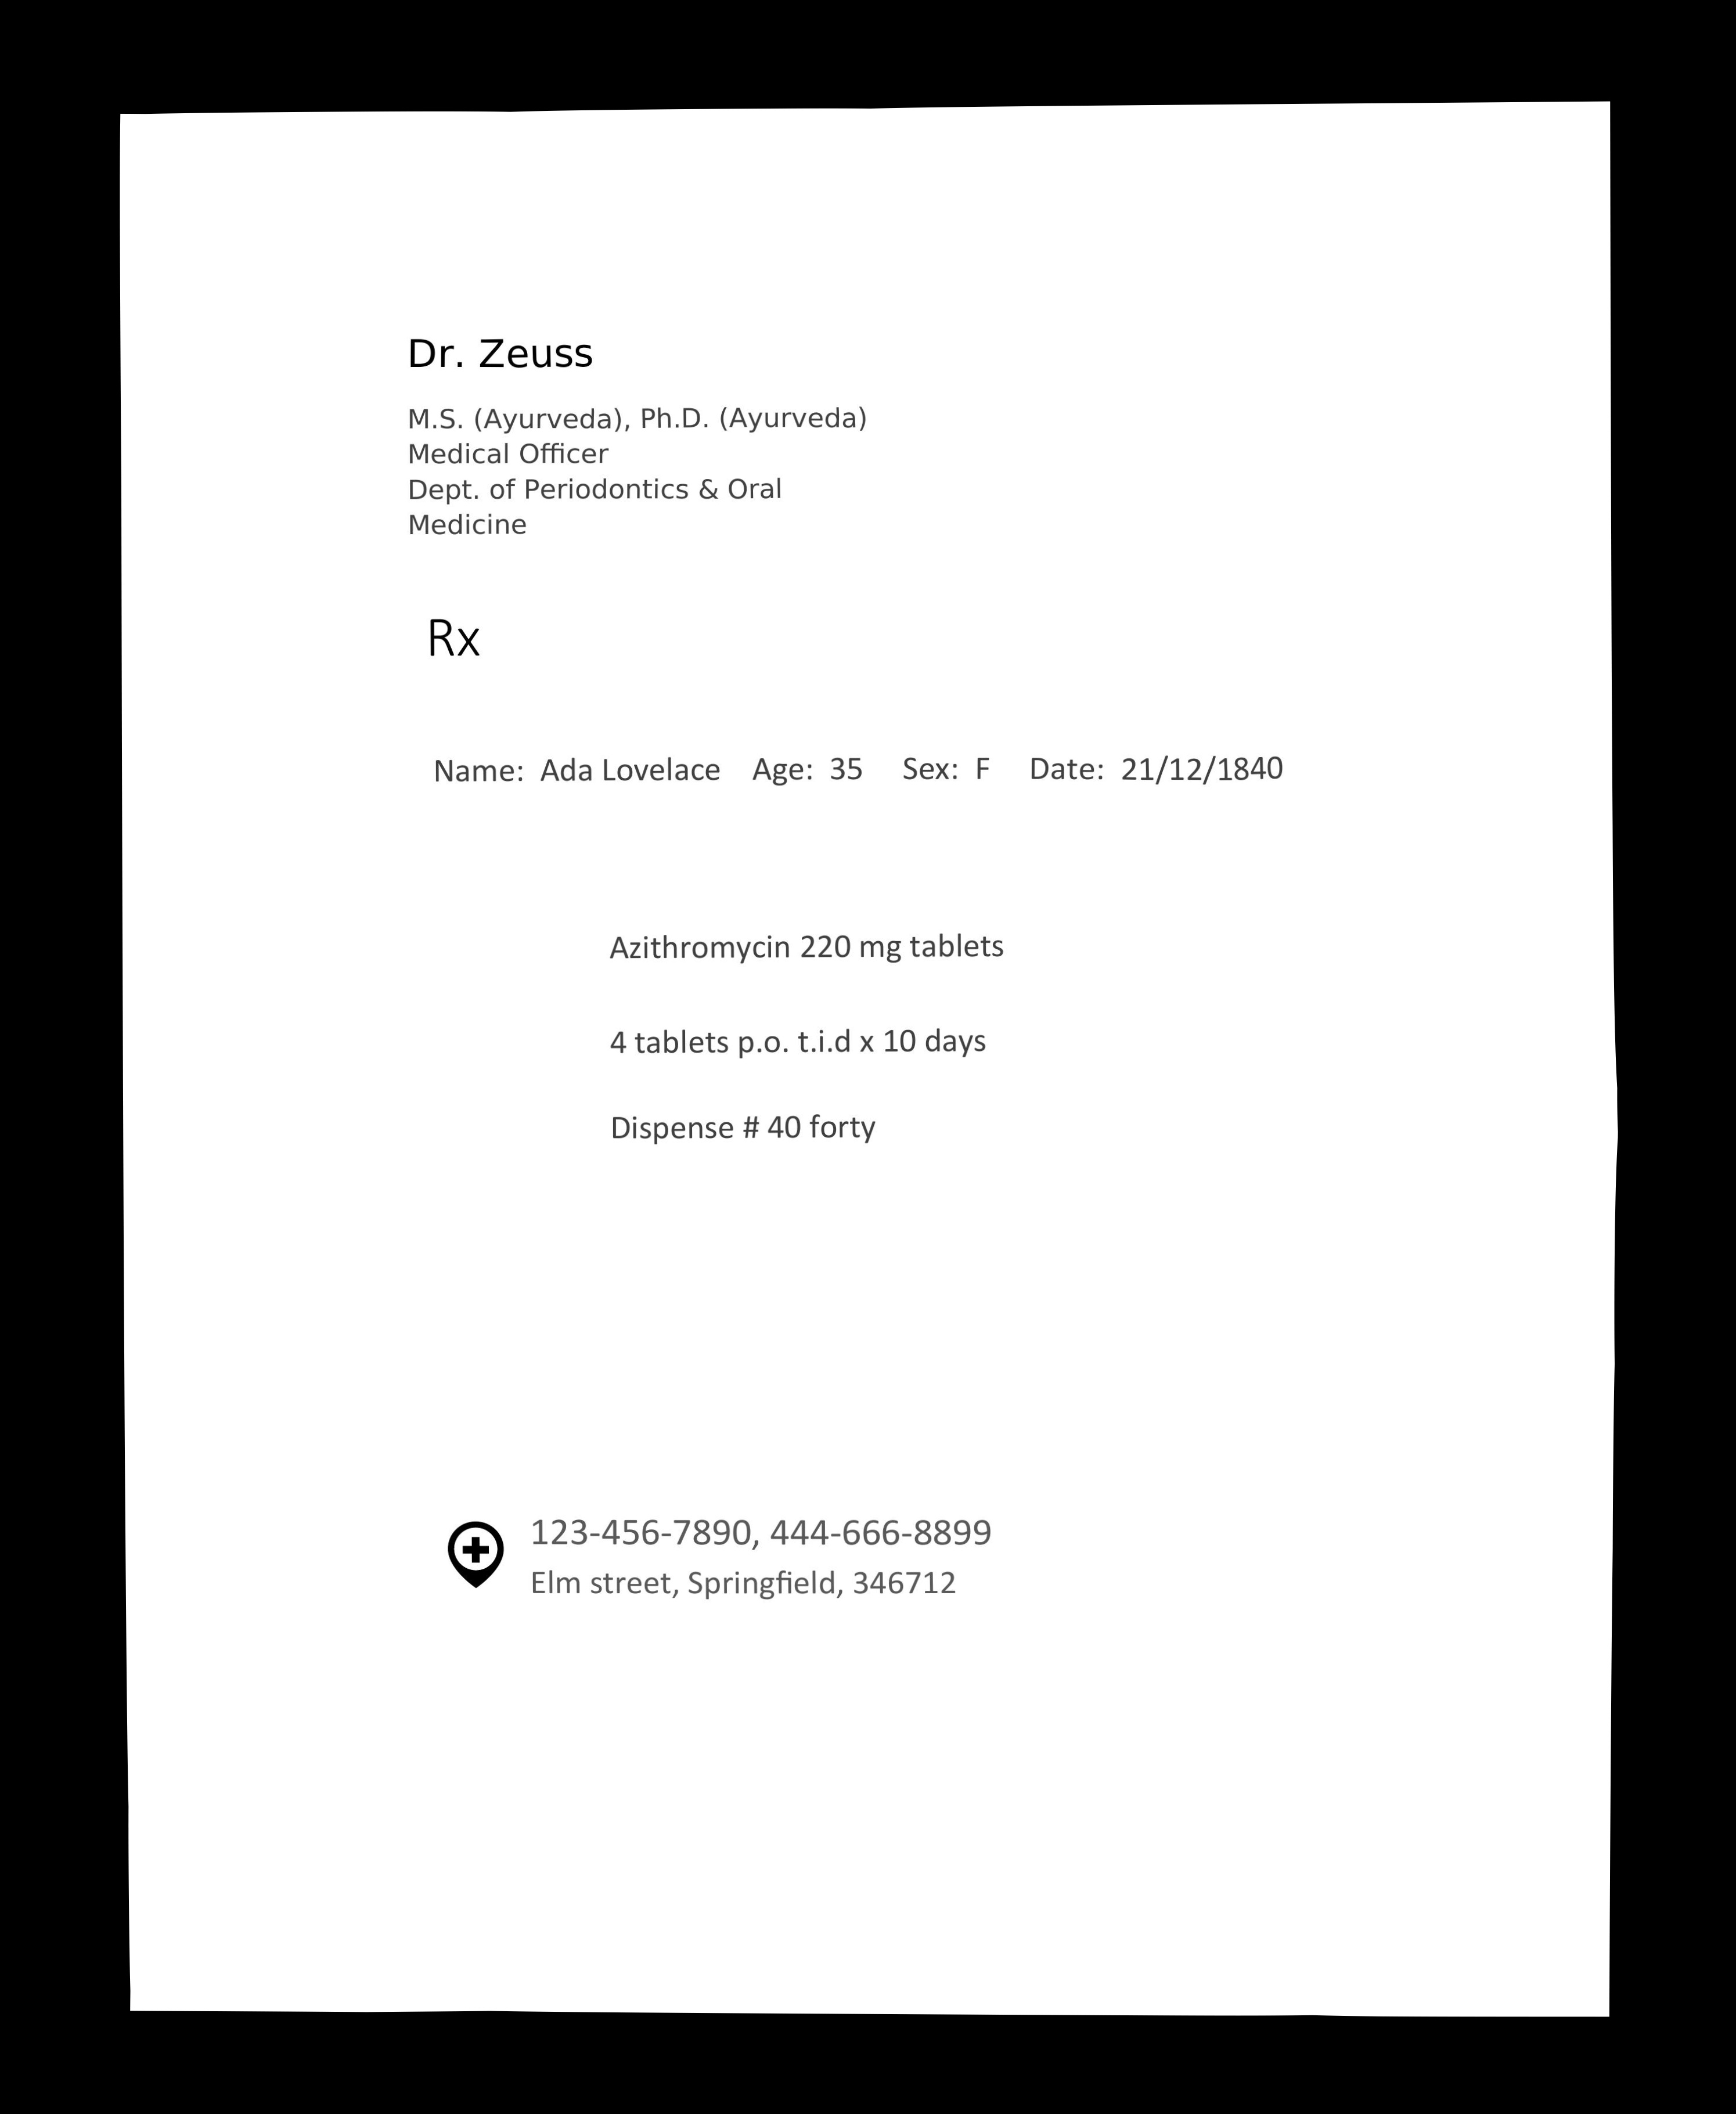 Dr. Zeuss
M.S. (Ayurveda), Ph.D. (Ayurveda)
Medical Officer
Dept. of Periodontics & Oral
Medicine
Rx
Name: Ada Lovelace Age: 35 Sex: F Date: 21/12/1840
Azithromycin 220 mg tablets
4 tablets p.o. t.i.d x 10 days
Dispense # 40 forty
123-456-7890, 444-666-8899
Elm street, Springfield, 346712